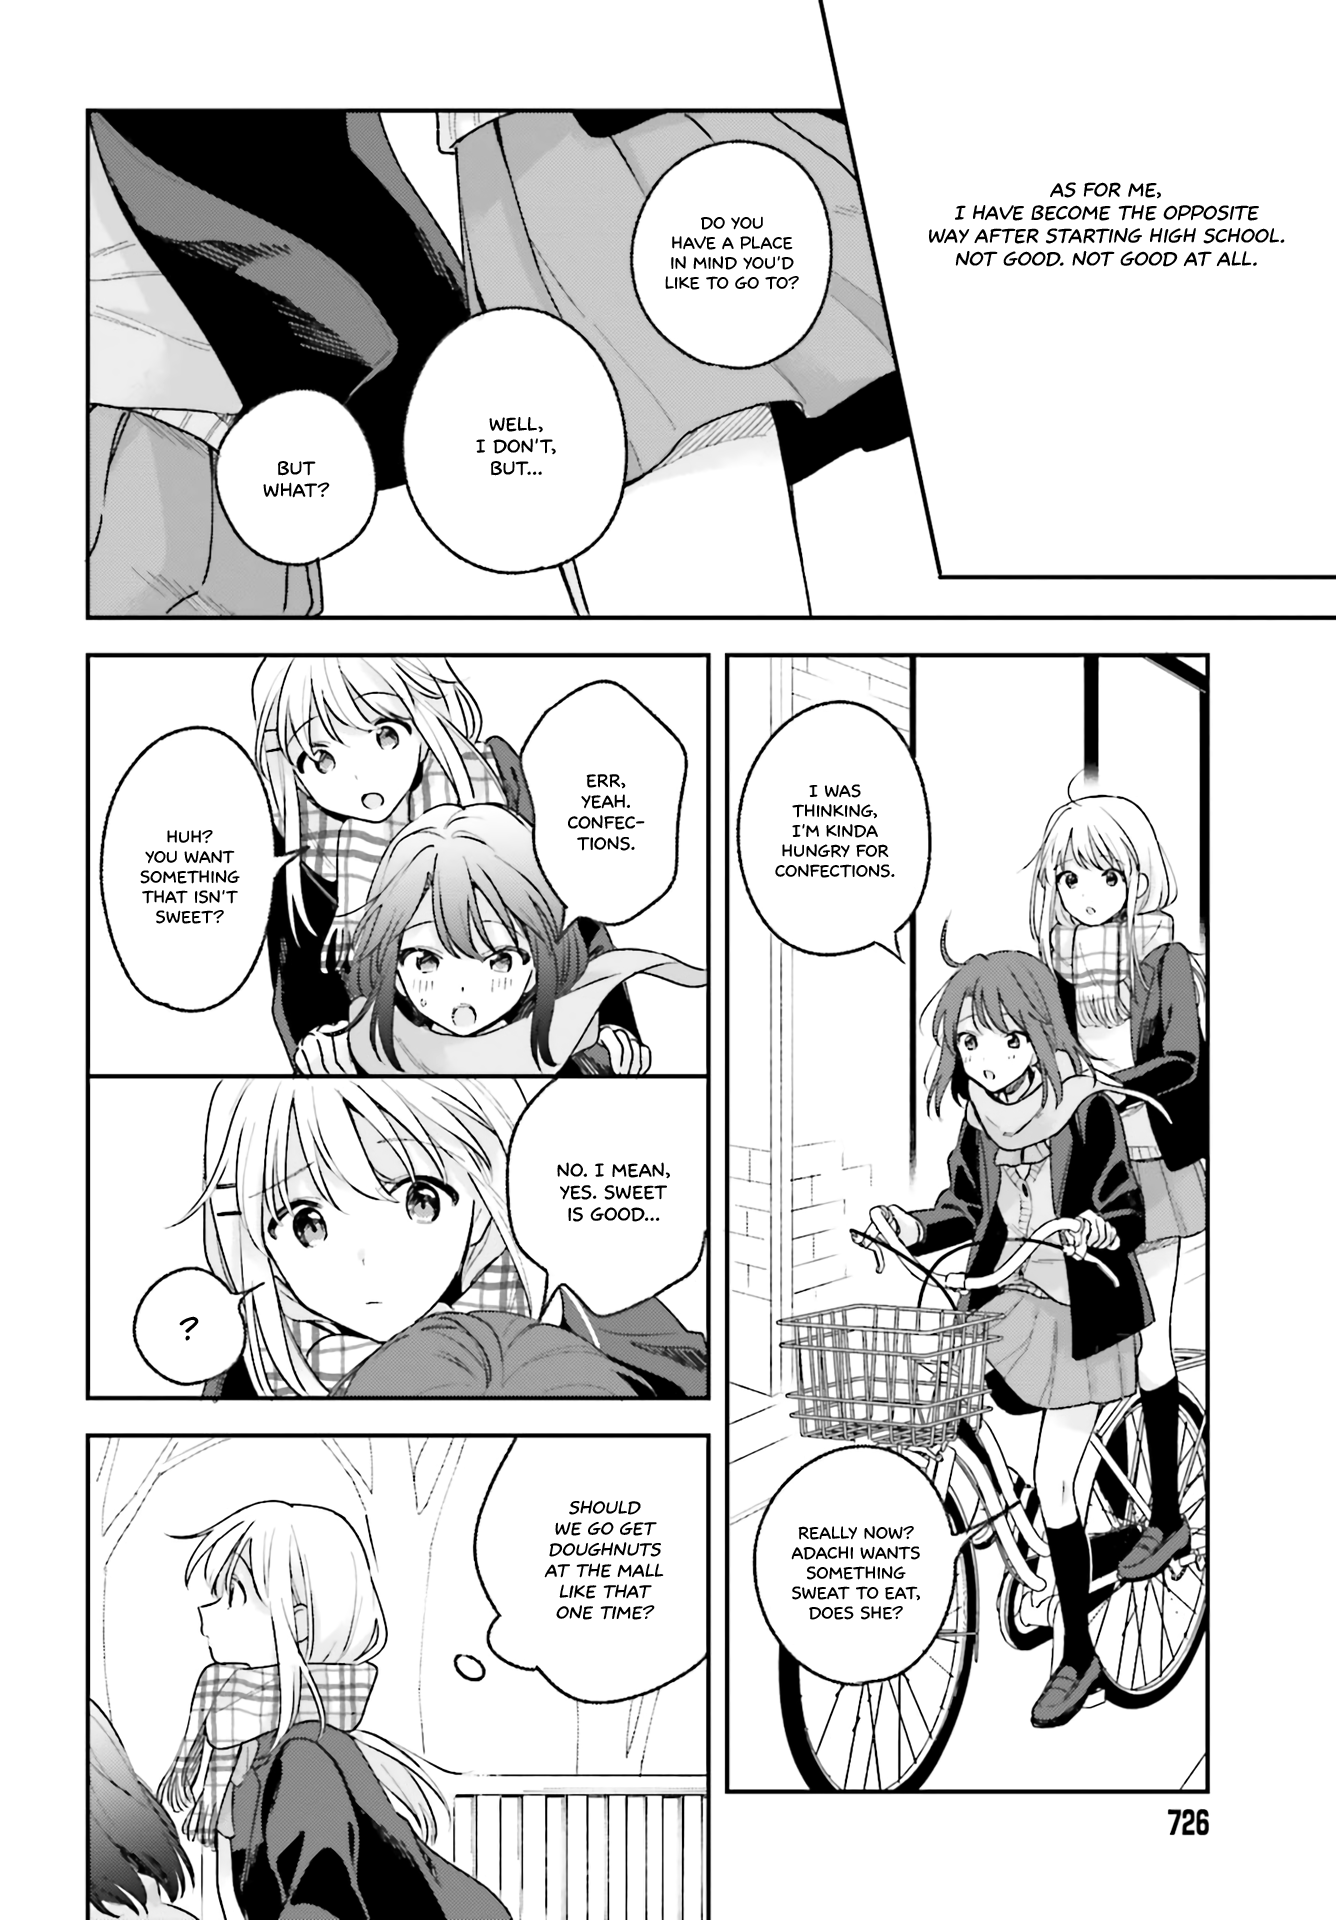 AS FOR ME,
I HAVE BECOME THE OPPOSITE
WAY AFTER STARTING HIGH SCHOOL.
NOT GOOD. NOT GOOD AT ALL.
DO YOU
HAVE A PLACE
IN MIND YOU'D
LIKE TO GO TO?
WELL,
I DON'T,
BUT...
BUT
WHAT?
I WAS
THINKING,
I'M KINDA
HUNGRY FOR
CONFECTIONS.
REALLY NOW?
ADACHI WANTS
SOMETHING
SWEAT TO EAT,
DOES SHE?
ERR,
YEAH.
CONFEC-
TIONS.
HUH?
YOU WANT
SOMETHING
THAT ISN'T
SWEET?
NO. I MEAN,
YES. SWEET
IS GOOD...
?
SHOULD
WE GO GET
DOUGHNUTS
AT THE MALL
LIKE THAT
ONE TIME?
726